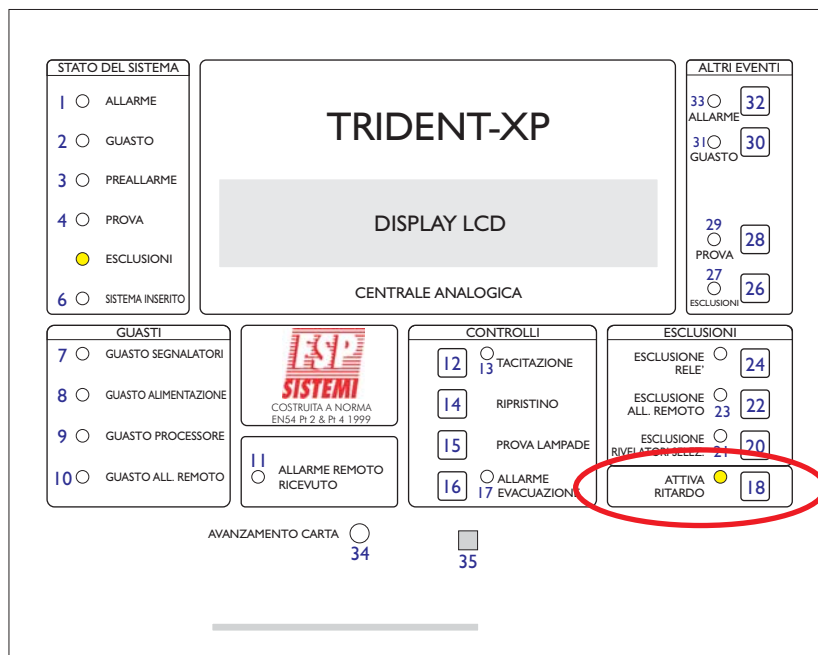 STATO DEL SISTEMA
1 ALLARME
2 GUASTO
3 PREALLARME
4 PROVA
ESCLUSIONI
6 SISTEMA INSERITO
TRIDENT-XP
DISPLAY LCD
CENTRALE ANALOGICA
ALTRI EVENTI
33 32
ALLARME
31 30
GUASTO
29
28
PROVA
27
26
ESCLUSIONI
GUASTI
7 GUASTO SEGNALATORI
8 GUASTO ALIMENTAZIONE
9 GUASTO PROCESSORE
10 GUASTO ALL. REMOTO
ESP
SISTEMI
COSTRUITA A NORMA
EN54 Pt 2 & Pt 4 1999
11
ALLARME REMOTO
RICEVUTO
CONTROLLI
12 13 TACITAZIONE
14 RIPRISTINO
15 PROVA LAMPADE
16 17 ALLARME
EVACUAZIONE
ESCLUSIONI
ESCLUSIONE
RELE' 24
ESCLUSIONE
ALL. REMOTO 23 22
ESCLUSIONE
RIVELATORI SELEZ. 21 20
ATTIVA
RITARDO 18
AVANZAMENTO CARTA
34
35